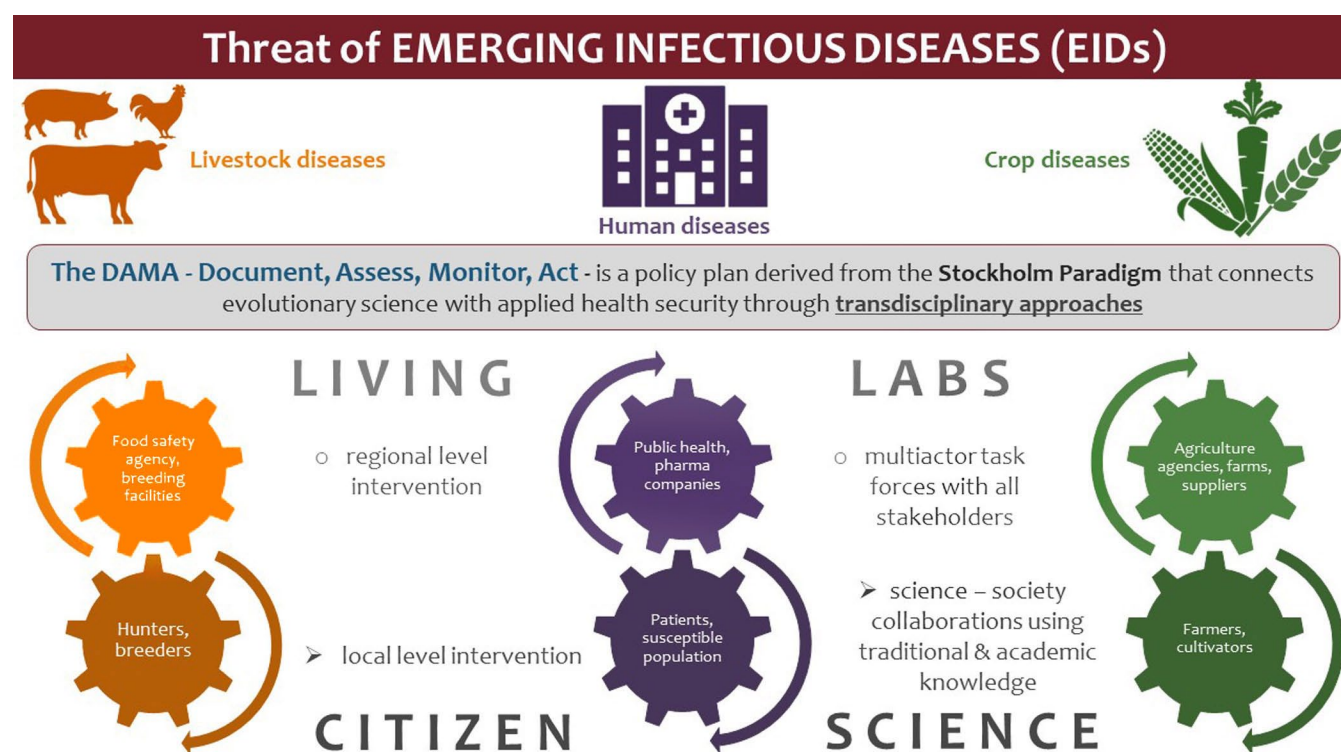 Threat of EMERGING INFECTIOUS DISEASES (EIDs)
Livestock diseases
Human diseases
Crop diseases
The DAMA - Document, Assess, Monitor, Act - is a policy plan derived from the Stockholm Paradigm that connects
evolutionary science with applied health security through transdisciplinary approaches
LIVING LABS
Food safety
agency,
breeding
facilities
○ regional level
intervention
Public health,
pharma
companies
○ multiactor task
forces with all
stakeholders
Agriculture
agencies, farms,
suppliers
Hunters,
breeders
➢ local level intervention
Patients,
susceptible
population
➢ science – society
collaborations using
traditional & academic
knowledge
Farmers,
cultivators
CITIZEN SCIENCE